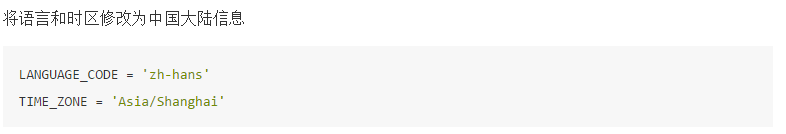 将语言和时区修改为中国大陆信息
LANGUAGE_CODE = 'zh-hans'
TIME_ZONE = 'Asia/Shanghai'